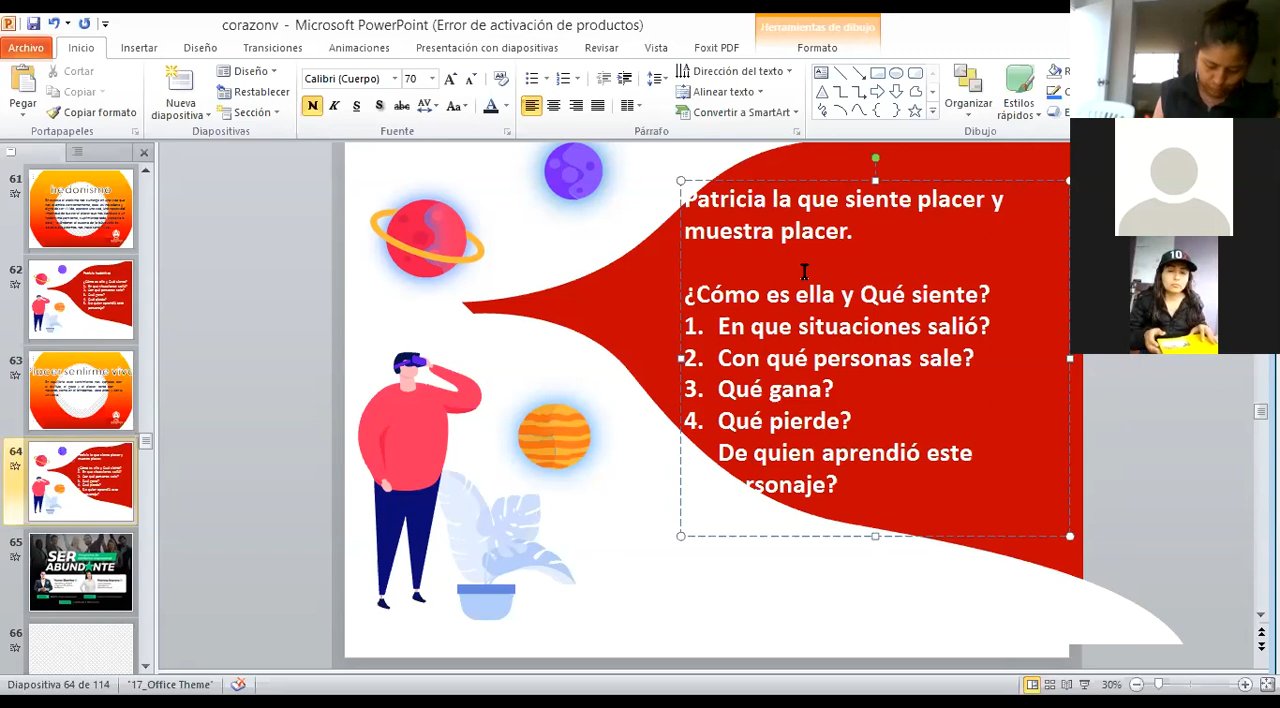 corazonv - Microsoft PowerPoint (Error de activación de productos)
Herramientas de dibujo
Archivo
Inicio
Insertar
Diseño
Transiciones
Animaciones
Presentación con diapositivas
Revisar
Vista
Foxit PDF
Formato
Pegar
Cortar
Copiar
Copiar formato
Portapapeles
Nueva diapositiva
Diseño
Restablecer
Sección
Diapositivas
Calibri (Cuerpo)
70
N K S S abc AV Aa A
Fuente
Dirección del texto
Alinear texto
Convertir a SmartArt
Párrafo
Organizar
Estilos rápidos
Dibujo
61
hedonismo
62
63
64
65
SER
ABUNDANTE
66
Patricia la que siente placer y
muestra placer.
¿Cómo es ella y Qué siente?
1. En que situaciones salió?
2. Con qué personas sale?
3. Qué gana?
4. Qué pierde?
De quien aprendió este
rsonaje?
10
Diapositiva 64 de 114
"17_Office Theme"
30%